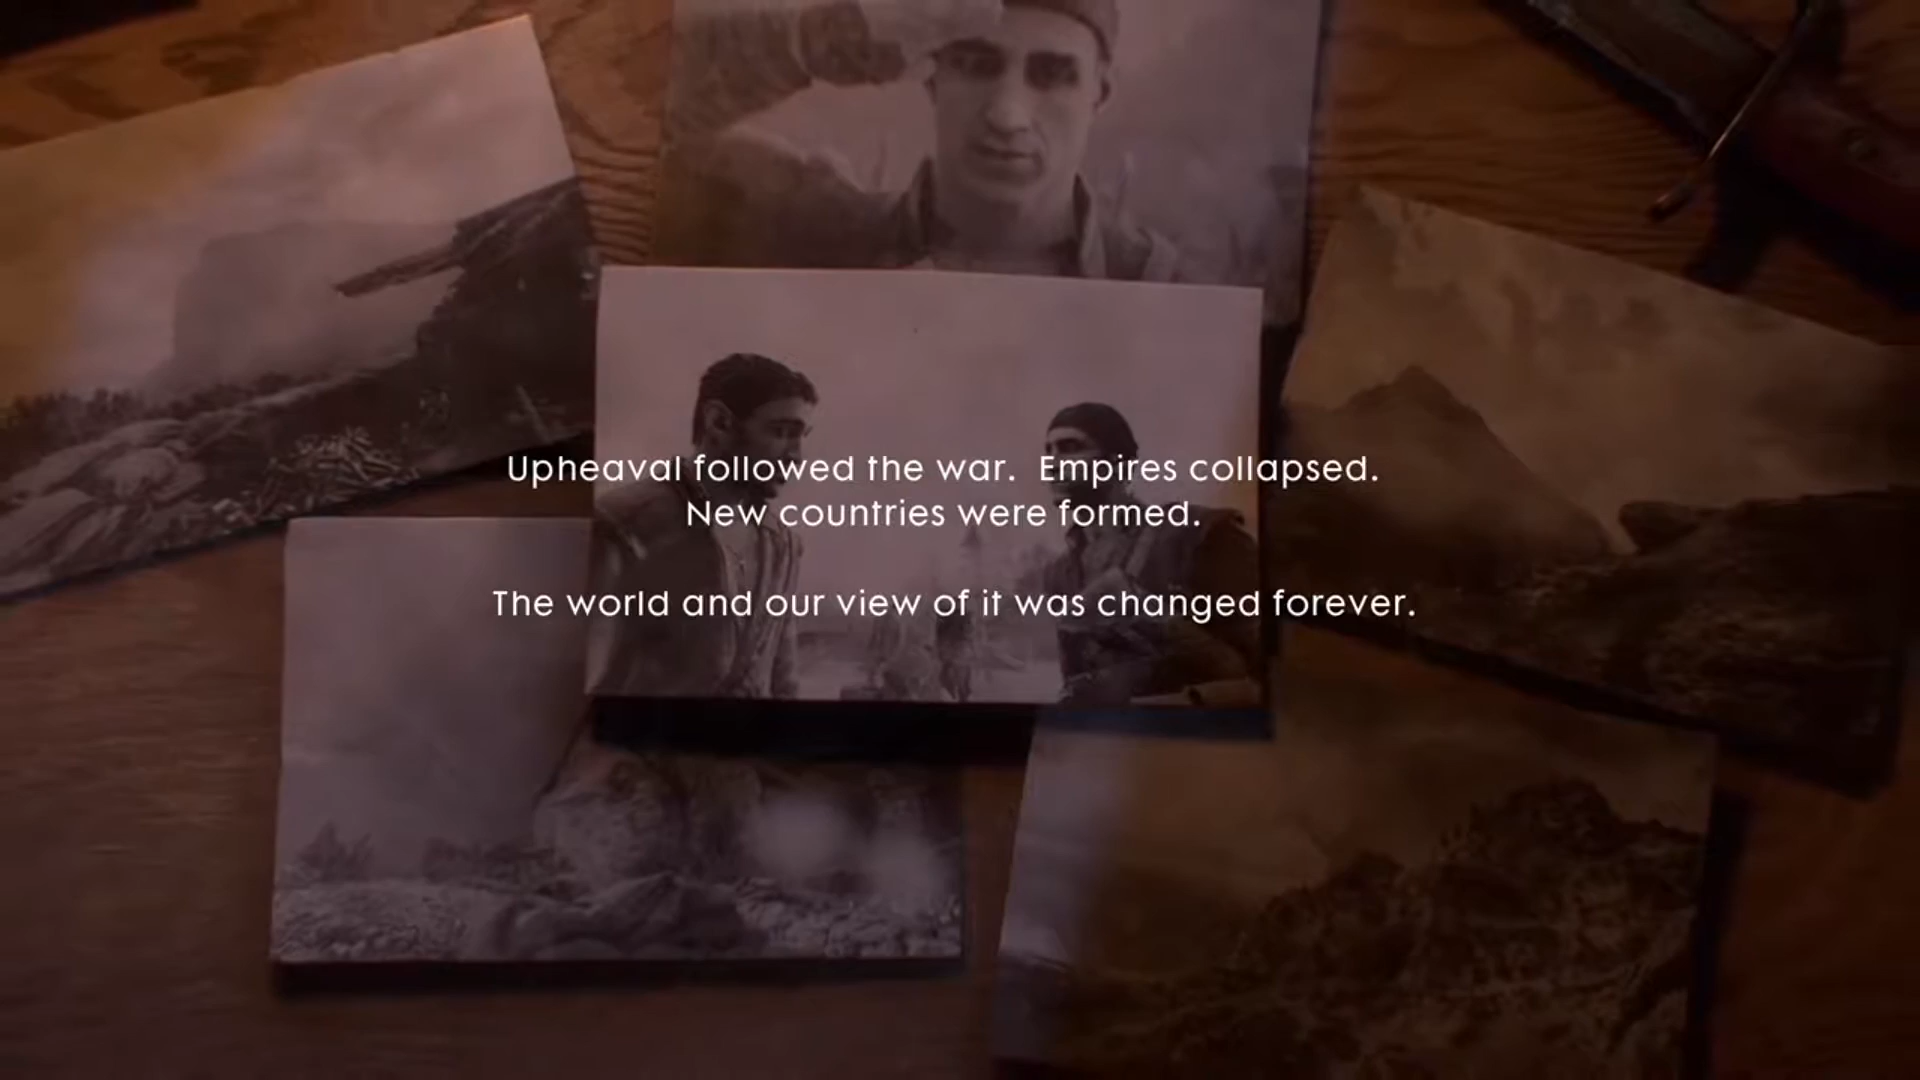 Upheaval followed the war.  Empires collapsed.
New countries were formed.
The world and our view of it was changed forever.